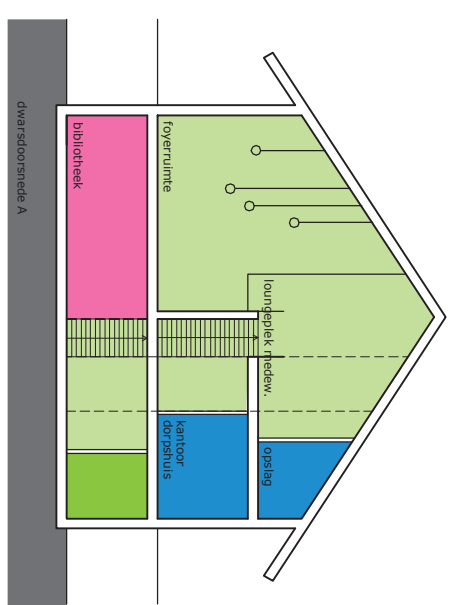 loungeplek medew.
opslag
foyerruimte
kantoor
dorpshuis
bibliotheek
dwarsdoorsnede A